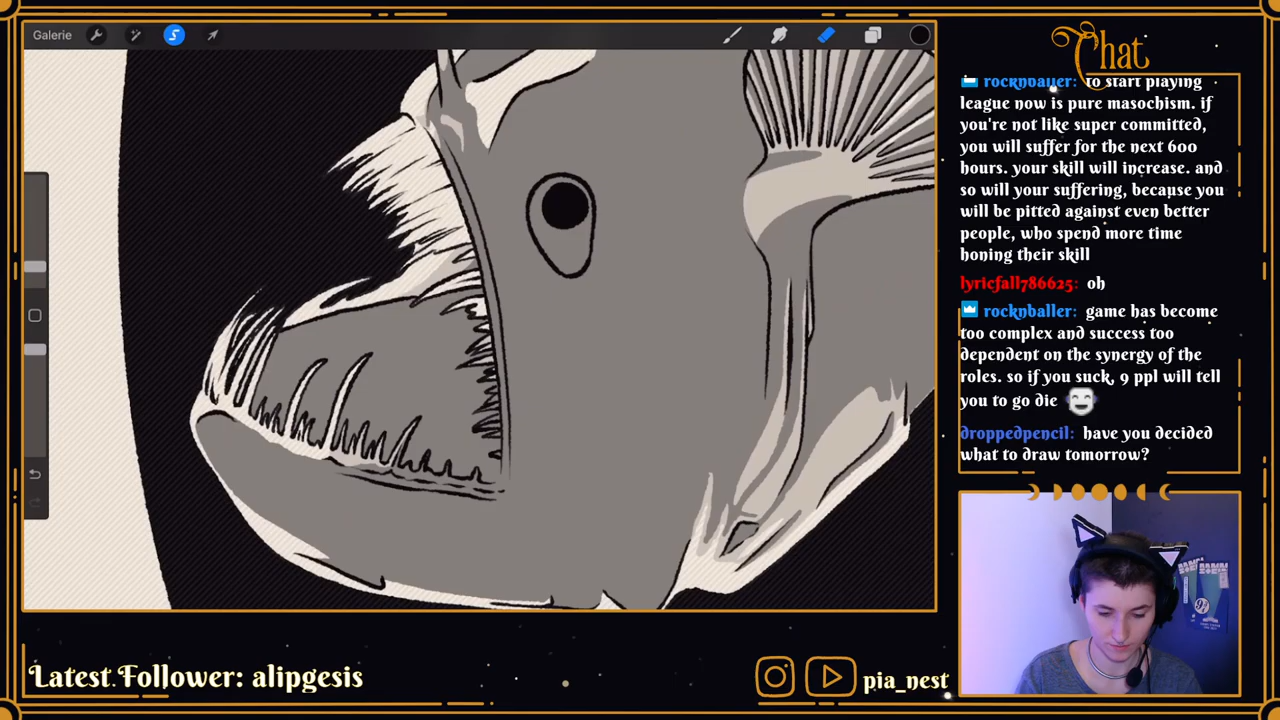 Galerie
Chat
rocknballer: to start playing
league now is pure masochism. if
you're not like super committed,
you will suffer for the next 600
hours. your skill will increase. and
so will your suffering, because you
will be pitted against even better
people, who spend more time
honing their skill
lyricfall786625: oh
rocknballer: game has become
too complex and success too
dependent on the synergy of the
roles. so if you suck, 9 ppl will tell
you to go die
droppedpencil: have you decided
what to draw tomorrow?
Latest Follower: alipgesis
pia_nest